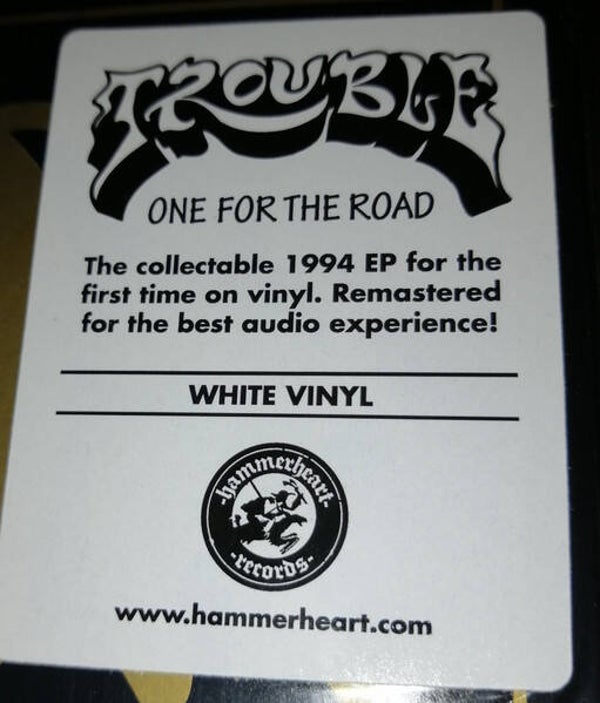 TROUBLE
ONE FOR THE ROAD
The collectable 1994 EP for the
first time on vinyl. Remastered
for the best audio experience!
WHITE VINYL
-hammerheart-
-records-
www.hammerheart.com